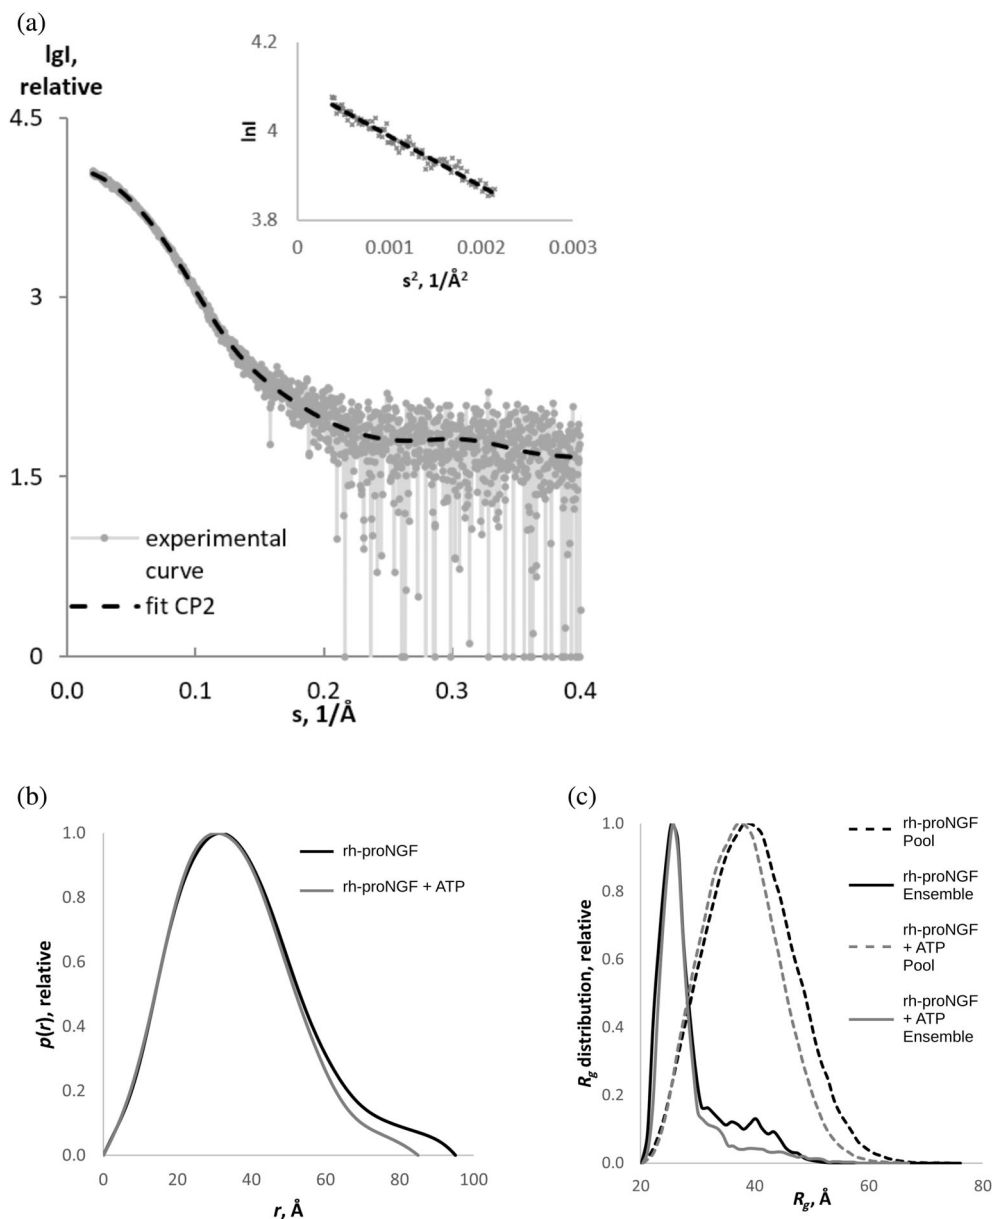 (a)
lgI,
relative
4.5
3
1.5
0
0.0
0.1
0.2
0.3
0.4
s, 1/Å
experimental
curve
fit CP2
4.2
4
3.8
lnI
0
0.001
0.002
0.003
s², 1/Å²
(b)
1.0
0.8
0.6
0.4
0.2
0.0
p(r), relative
0
20
40
60
80
100
r, Å
rh-proNGF
rh-proNGF + ATP
(c)
1.0
0.8
0.6
0.4
0.2
0.0
Rg distribution, relative
20
40
60
80
Rg, Å
rh-proNGF
Pool
rh-proNGF
Ensemble
rh-proNGF
+ ATP
Pool
rh-proNGF
+ ATP
Ensemble